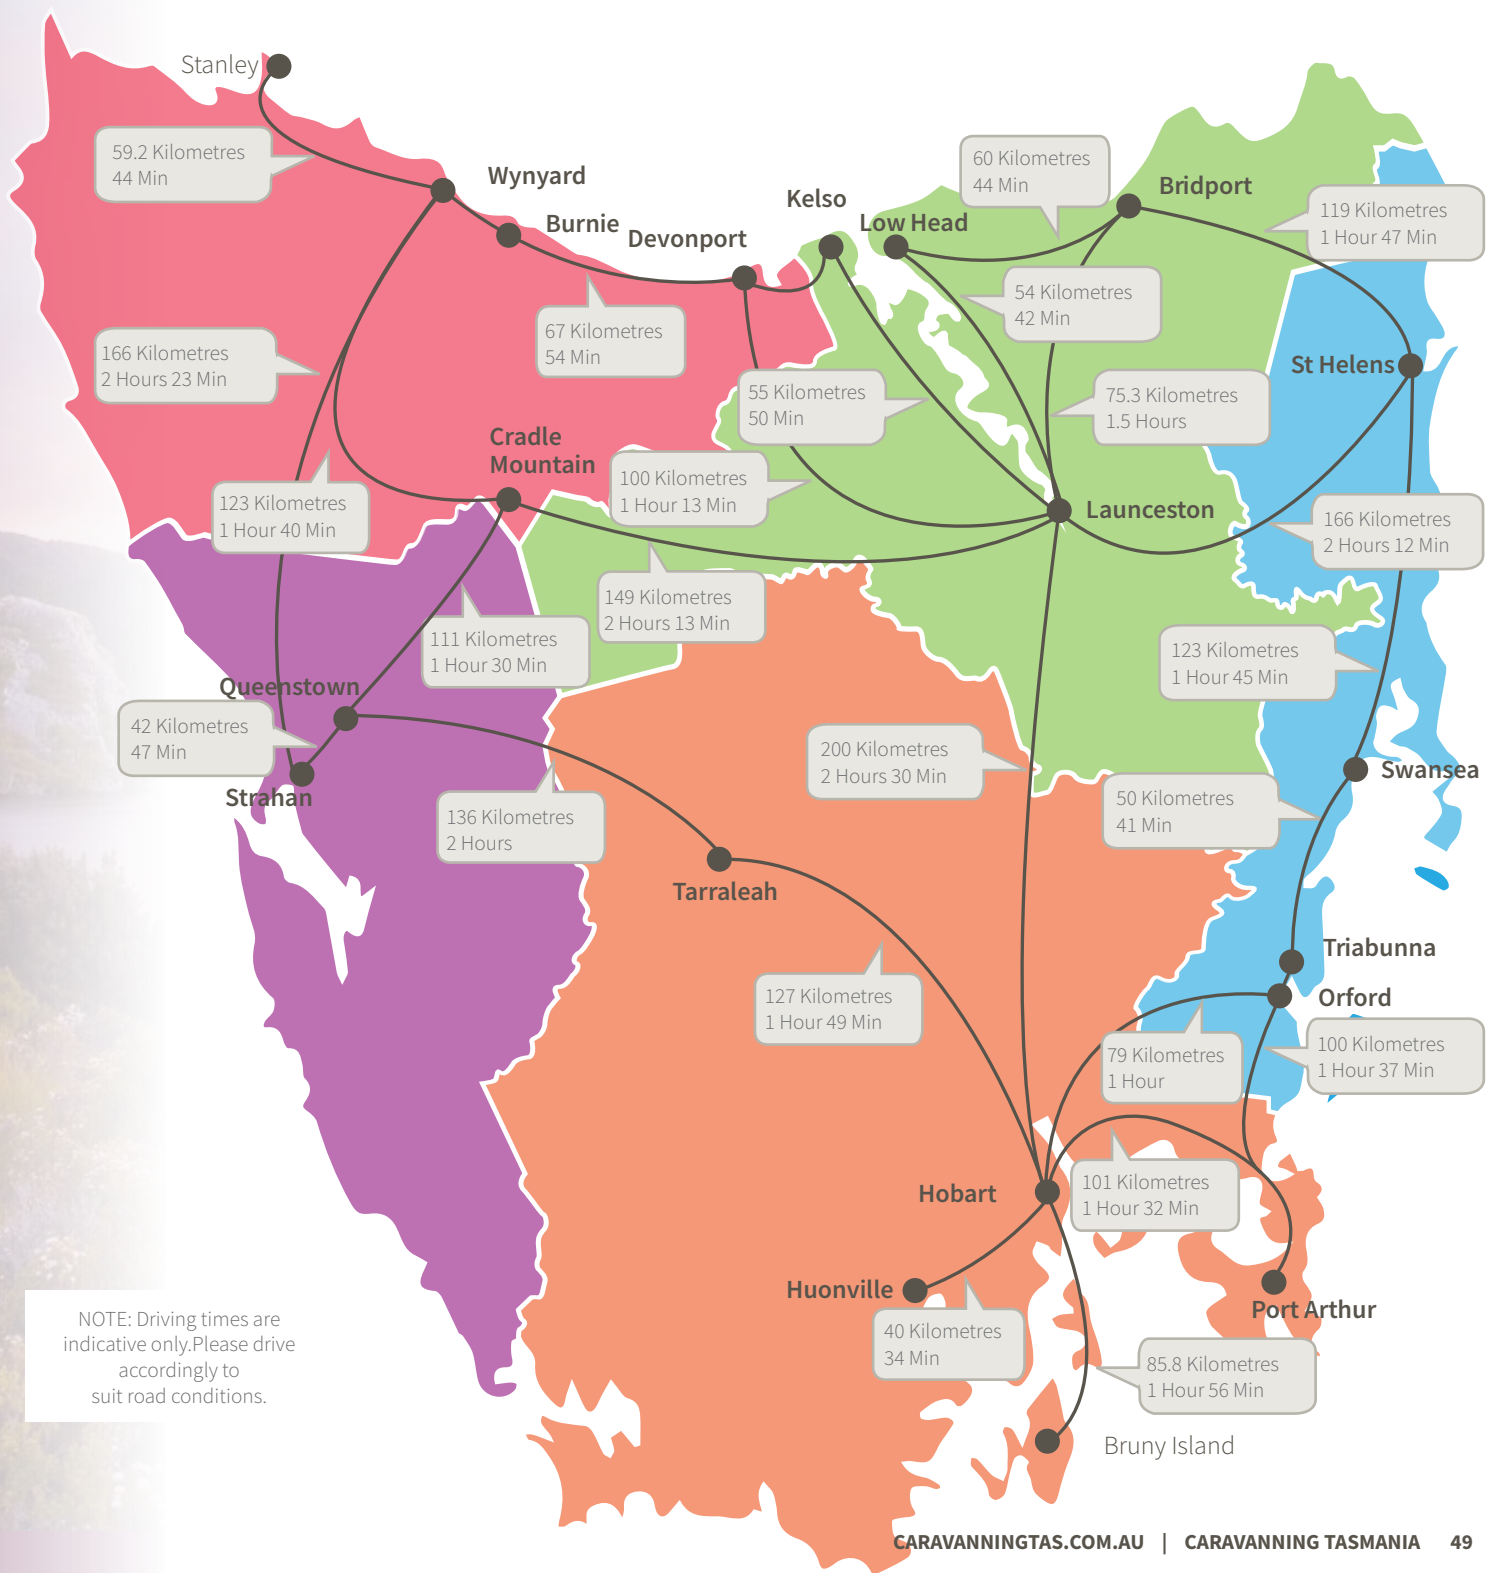 Stanley
59.2 Kilometres
44 Min
Wynyard
Burnie
Devonport
Kelso
Low Head
60 Kilometres
44 Min
Bridport
119 Kilometres
1 Hour 47 Min
54 Kilometres
42 Min
67 Kilometres
54 Min
166 Kilometres
2 Hours 23 Min
St Helens
55 Kilometres
50 Min
75.3 Kilometres
1.5 Hours
Cradle
Mountain
100 Kilometres
1 Hour 13 Min
123 Kilometres
1 Hour 40 Min
Launceston
166 Kilometres
2 Hours 12 Min
149 Kilometres
2 Hours 13 Min
111 Kilometres
1 Hour 30 Min
123 Kilometres
1 Hour 45 Min
Queenstown
42 Kilometres
47 Min
Strahan
200 Kilometres
2 Hours 30 Min
Swansea
50 Kilometres
41 Min
136 Kilometres
2 Hours
Tarraleah
Triabunna
Orford
127 Kilometres
1 Hour 49 Min
79 Kilometres
1 Hour
100 Kilometres
1 Hour 37 Min
Hobart
101 Kilometres
1 Hour 32 Min
Huonville
Port Arthur
40 Kilometres
34 Min
85.8 Kilometres
1 Hour 56 Min
Bruny Island
NOTE: Driving times are
indicative only.Please drive
accordingly to
suit road conditions.
CARAVANNINGTAS.COM.AU | CARAVANNING TASMANIA 49